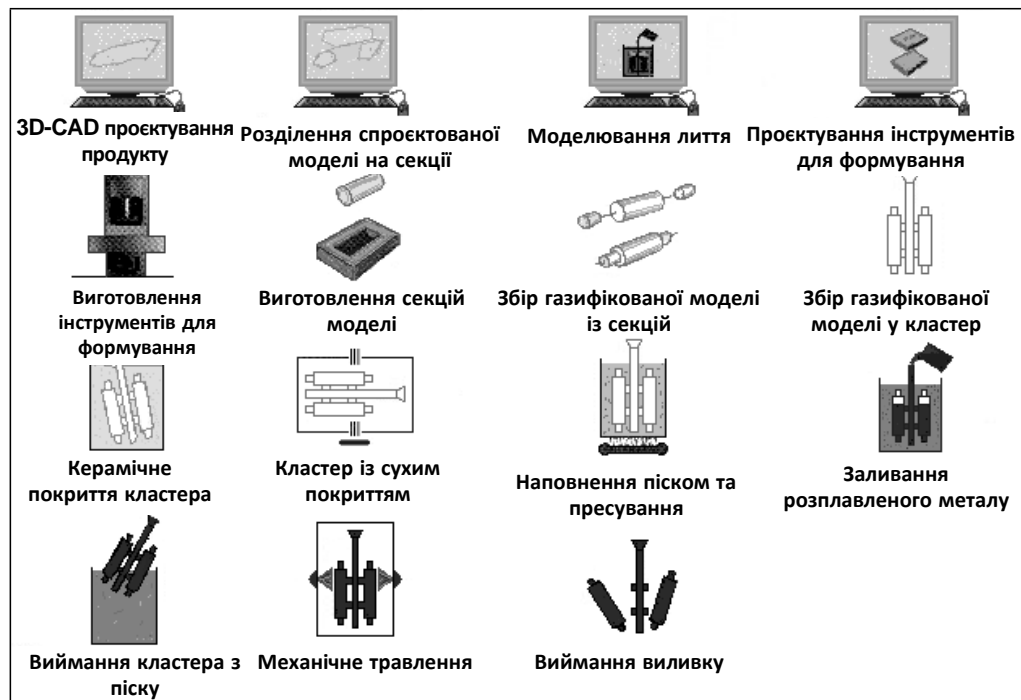 3D-CAD проєктування
продукту
Розділення спроєктованої
моделі на секції
Моделювання лиття
Проєктування інструментів
для формування
Виготовлення
інструментів для
формування
Виготовлення секцій
моделі
Збір газифікованої моделі
із секцій
Збір газифікованої
моделі у кластер
Керамічне
покриття кластера
Кластер із сухим
покриттям
Наповнення піском та
пресування
Заливання
розплавленого металу
Виймання кластера з
піску
Механічне травлення
Виймання виливку